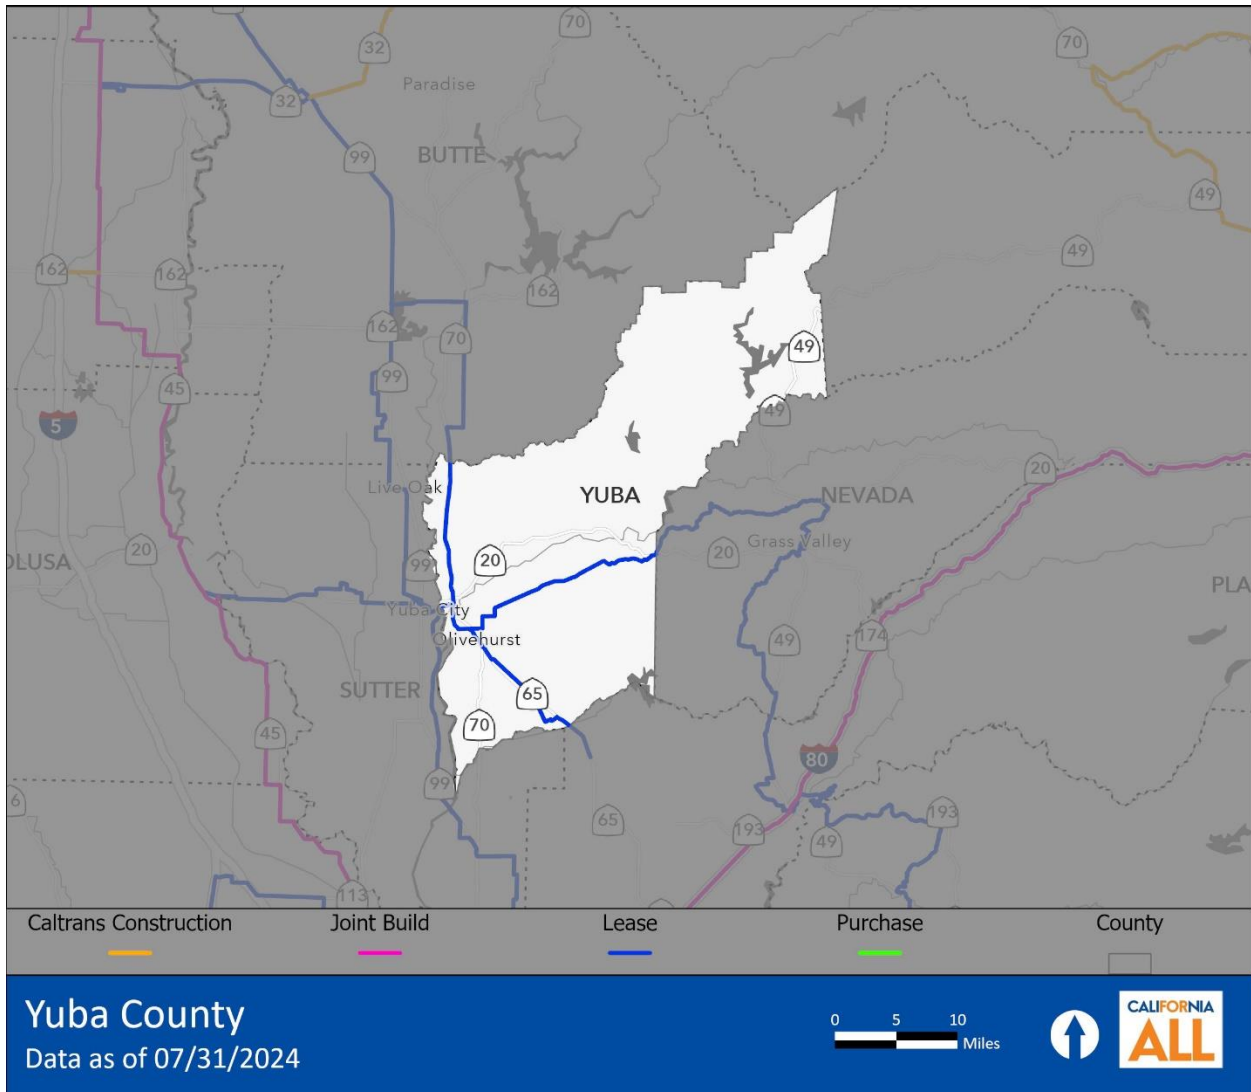 70
32
70
Paradise
32
99
BUTTE
49
49
162
162
162
162
70
49
99
45
49
5
20
Live Oak
YUBA
NEVADA
20
OLUSA
99
20
20
Grass Valley
PLA
Yuba City
Olivehurst
49
174
SUTTER
65
70
45
80
99
6
65
193
193
49
113
Caltrans Construction
Joint Build
Lease
Purchase
County
Yuba County
Data as of 07/31/2024
0 5 10
Miles
CALIFORNIA
ALL